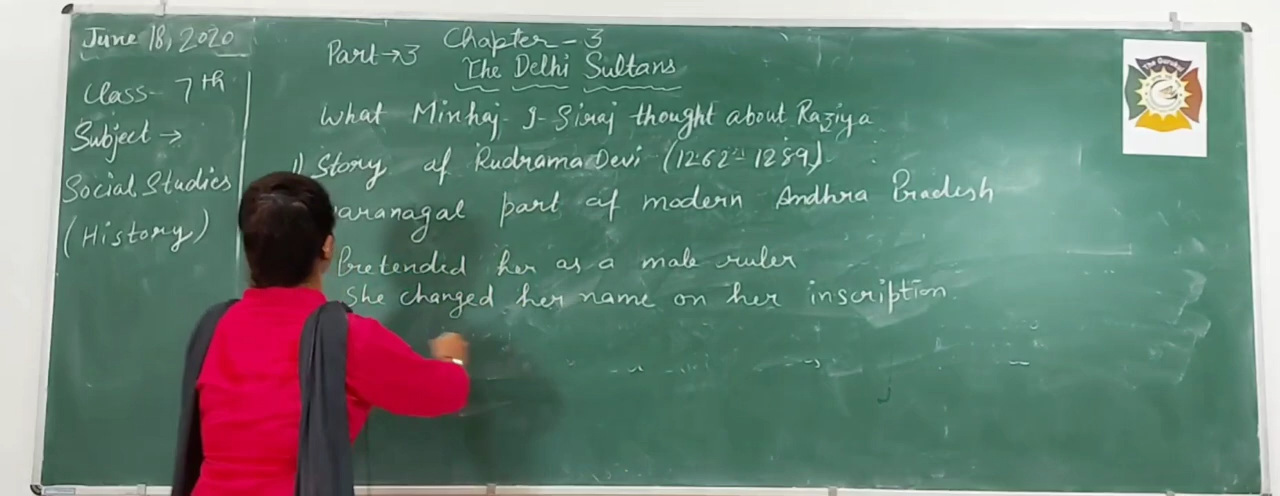 June 18, 2020
Class - 7th
Subject →
Social Studies
(History)
Part→3
Chapter - 3
The Delhi Sultans
What Minhaj-I-Siraj thought about Raziya
1) Story of Rudrama Devi (1262-1289).
aranagal part of modern Andhra Pradesh
Pretended her as a male ruler
She changed her name on her inscription.
The Gurukul